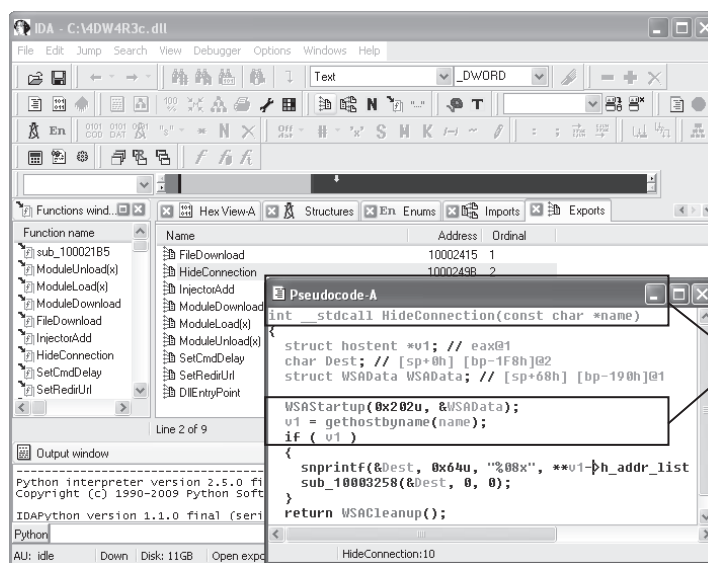 IDA - C:\4DW4R3c.dll
File Edit Jump Search View Debugger Options Windows Help
Text
_DWORD
N
T
En
S M K
Functions wind...
Hex View-A
Structures
En Enums
Imports
Exports
Function name
sub_100021B5
ModuleUnload(x)
ModuleLoad(x)
ModuleDownload
FileDownload
InjectorAdd
HideConnection
SetCmdDelay
SetRedirUrl
Name Address Ordinal
FileDownload 10002415 1
HideConnection 1000249B 2
InjectorAdd
ModuleDownload
ModuleLoad(x)
ModuleUnload(x)
SetCmdDelay
SetRedirUrl
DllEntryPoint
Line 2 of 9
Pseudocode-A
int __stdcall HideConnection(const char *name)
{
struct hostent *v1; // eax@1
char Dest; // [sp+0h] [bp-1F8h]@2
struct WSAData WSAData; // [sp+68h] [bp-190h]@1
WSAStartup(0x202u, &WSAData);
v1 = gethostbyname(name);
if ( v1 )
{
snprintf(&Dest, 0x64u, "%08x", **v1->h_addr_list
sub_10003258(&Dest, 0, 0);
}
return WSACleanup();
HideConnection:10
Output window
Python interpreter version 2.5.0 fi
Copyright (c) 1990-2009 Python Soft
IDAPython version 1.1.0 final (seri
Python
AU: idle Down Disk: 11GB Open expo